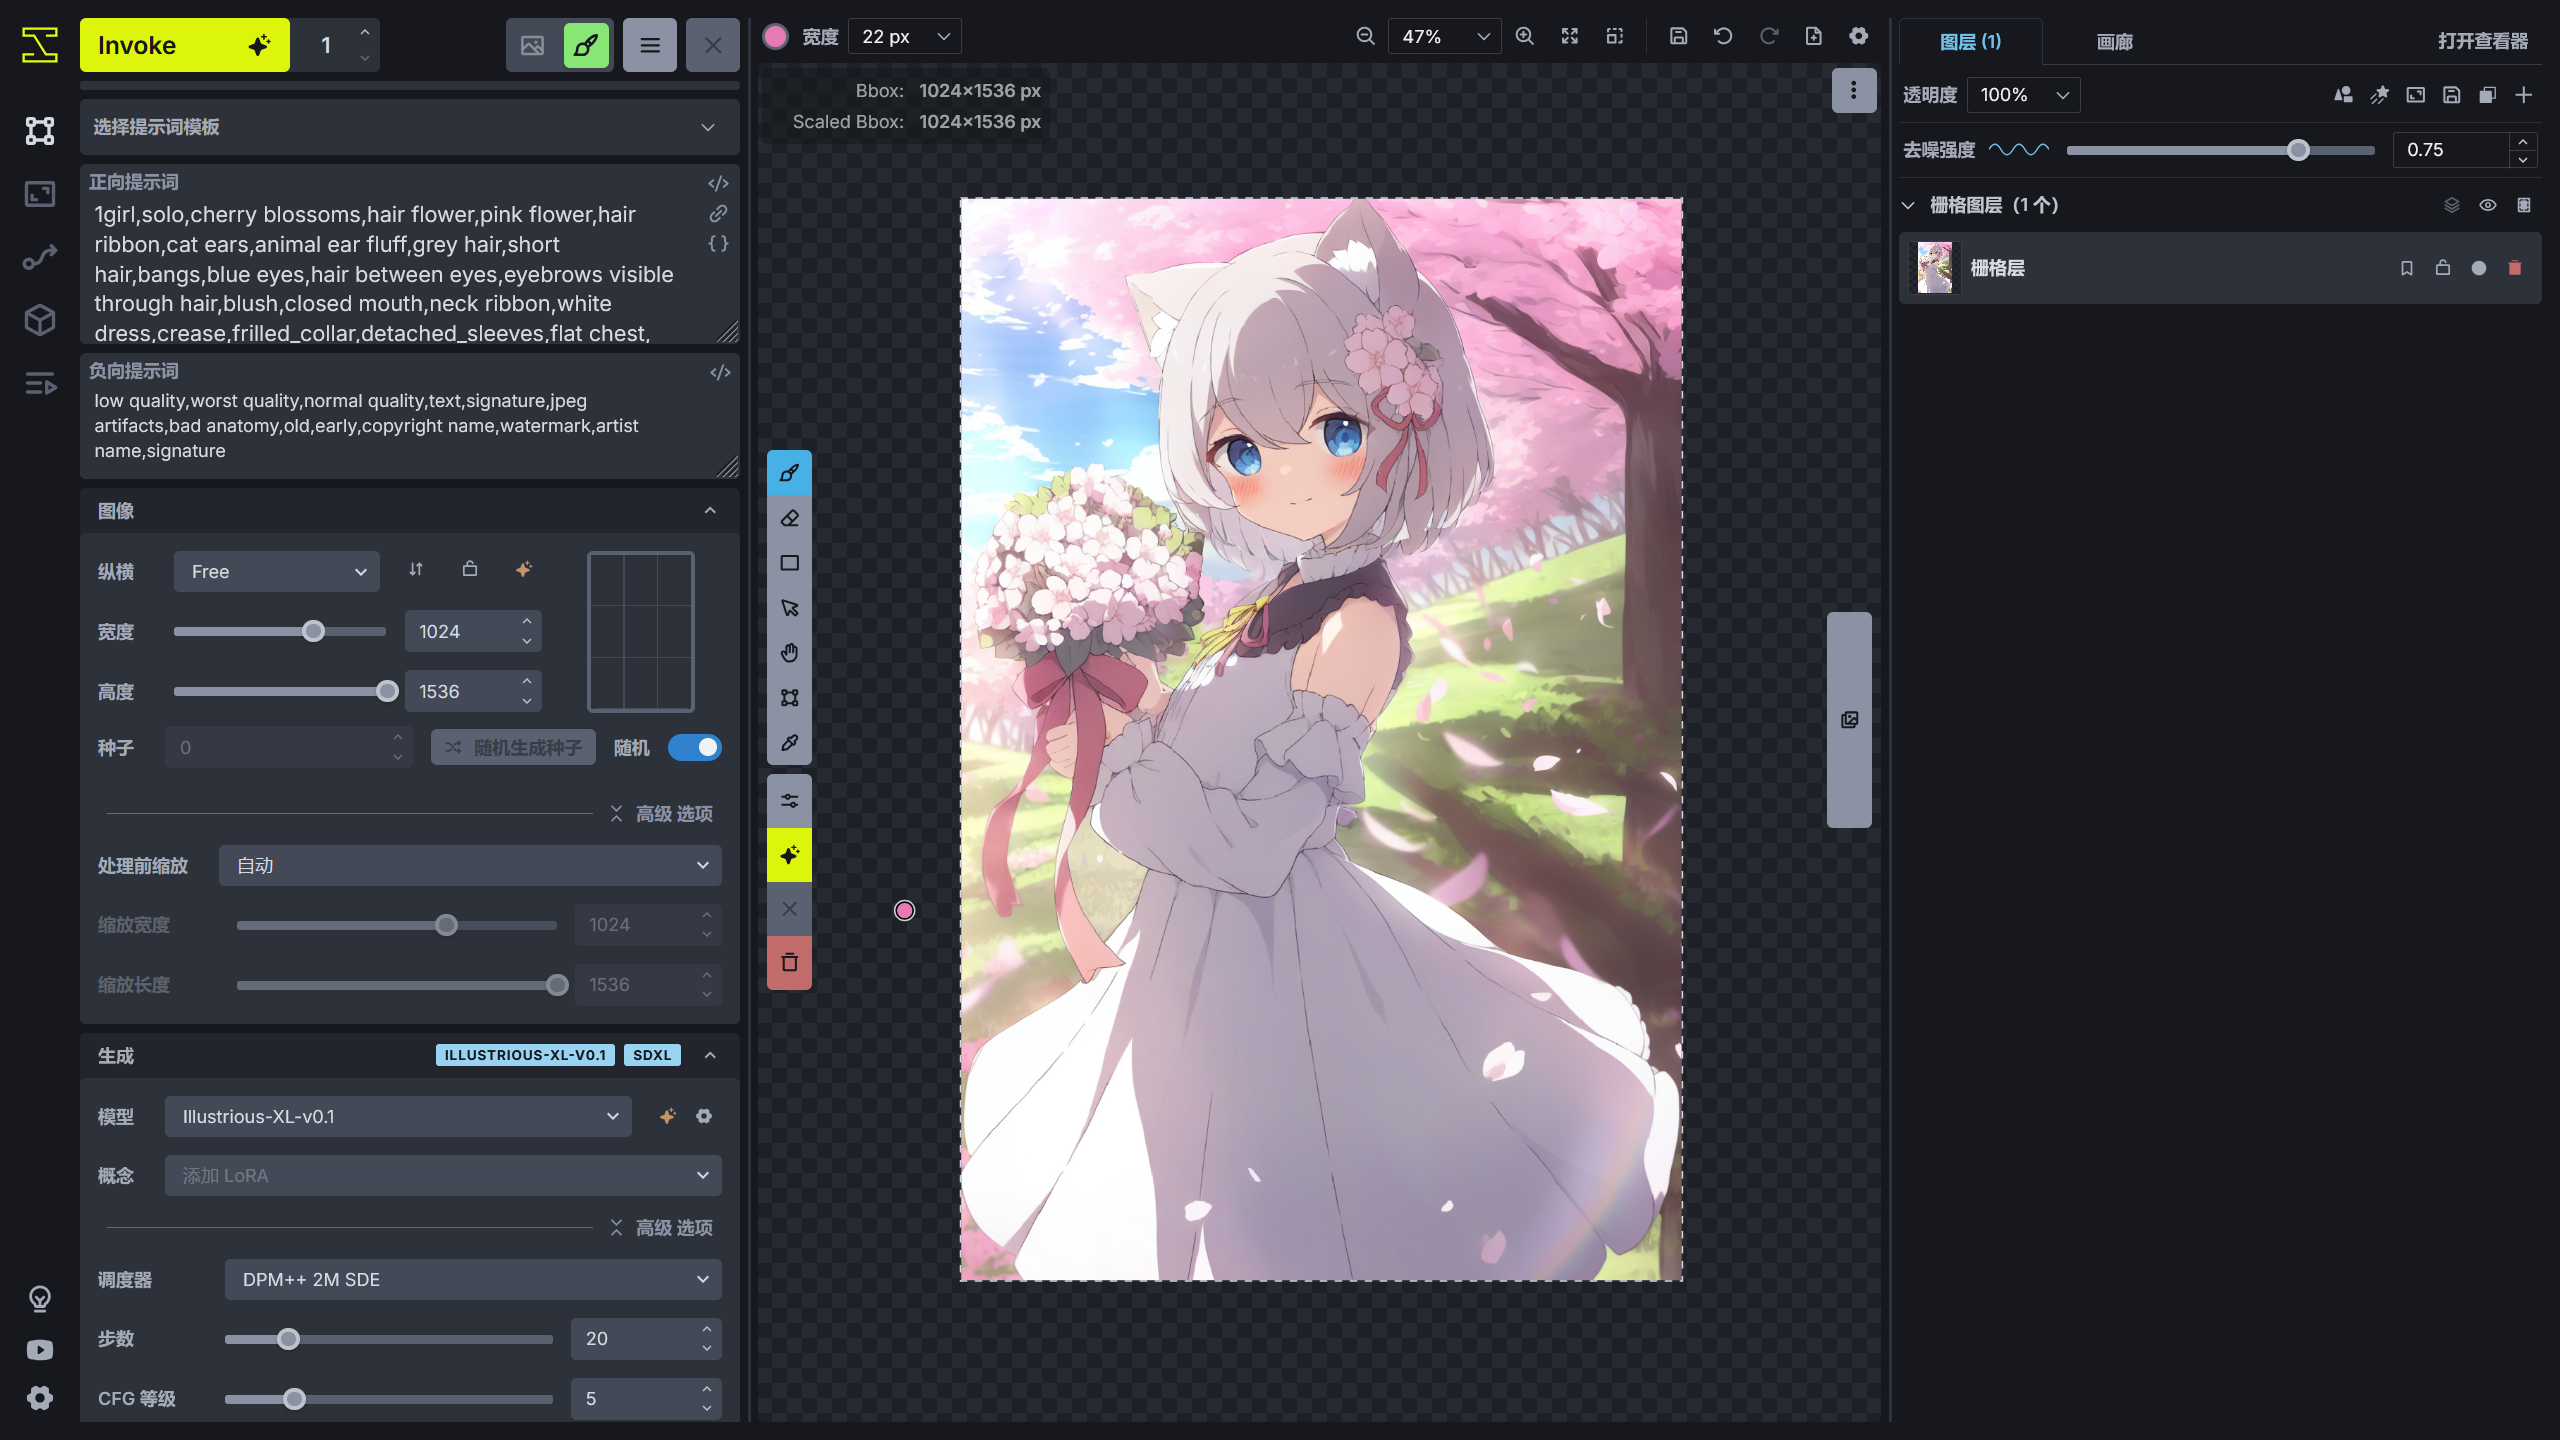 Invoke
1
选择提示词模板
正向提示词
1girl,solo,cherry blossoms,hair flower,pink flower,hair
ribbon,cat ears,animal ear fluff,grey hair,short
hair,bangs,blue eyes,hair between eyes,eyebrows visible
through hair,blush,closed mouth,neck ribbon,white
dress,crease,frilled_collar,detached_sleeves,flat chest,
负向提示词
low quality,worst quality,normal quality,text,signature,jpeg
artifacts,bad anatomy,old,early,copyright name,watermark,artist
name,signature
图像
纵横
Free
宽度
1024
高度
1536
种子
0
随机生成种子
随机
高级 选项
处理前缩放
自动
缩放宽度
1024
缩放长度
1536
生成
ILLUSTRIOUS-XL-V0.1
SDXL
模型
Illustrious-XL-v0.1
概念
添加 LoRA
高级 选项
调度器
DPM++ 2M SDE
步数
20
CFG 等级
5
宽度
22 px
47%
Bbox: 1024×1536 px
Scaled Bbox: 1024×1536 px
图层 (1)
画廊
打开查看器
透明度
100%
去噪强度
0.75
栅格图层 (1 个)
栅格层